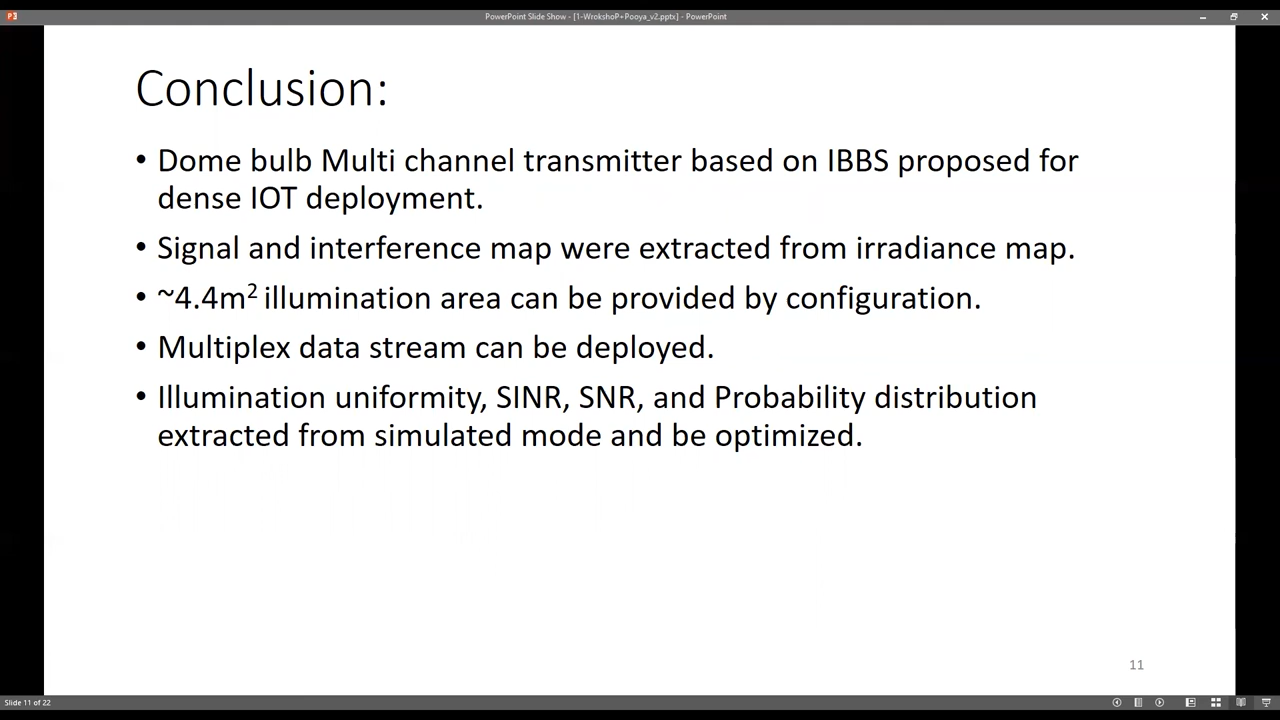 PowerPoint Slide Show - [1-WrokshoP+Pooya_v2.pptx] - PowerPoint
Conclusion:
• Dome bulb Multi channel transmitter based on IBBS proposed for
dense IOT deployment.
• Signal and interference map were extracted from irradiance map.
• ~4.4m² illumination area can be provided by configuration.
• Multiplex data stream can be deployed.
• Illumination uniformity, SINR, SNR, and Probability distribution
extracted from simulated mode and be optimized.
11
Slide 11 of 22